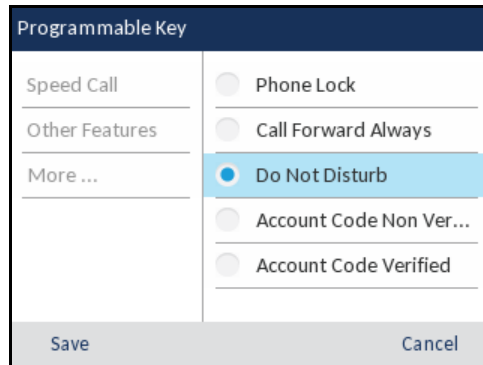 Programmable Key
Speed Call
Other Features
More ...
Phone Lock
Call Forward Always
Do Not Disturb
Account Code Non Ver...
Account Code Verified
Save
Cancel